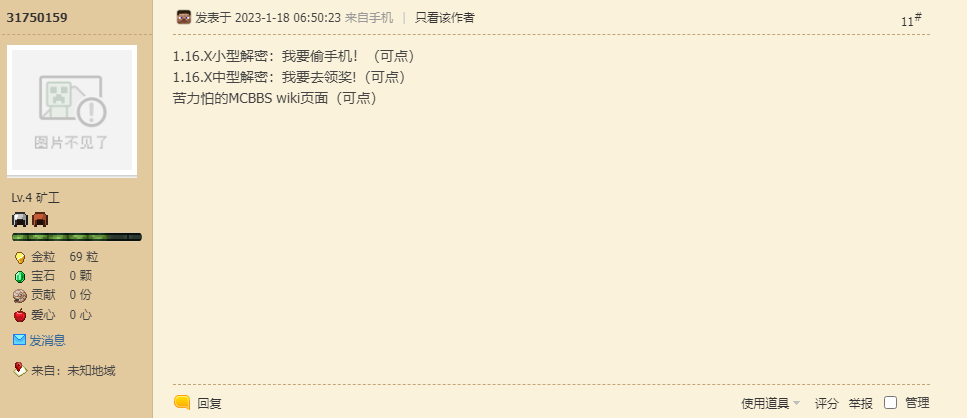 31750159
发表于 2023-1-18 06:50:23 来自手机 | 只看该作者
11#
图片不见了
1.16.X小型解密：我要偷手机！（可点）
1.16.X中型解密：我要去领奖!（可点）
苦力怕的MCBBS wiki页面（可点）
Lv.4 矿工
金粒 69 粒
宝石 0 颗
贡献 0 份
爱心 0 心
发消息
来自：未知地域
回复
使用道具 评分 举报 管理